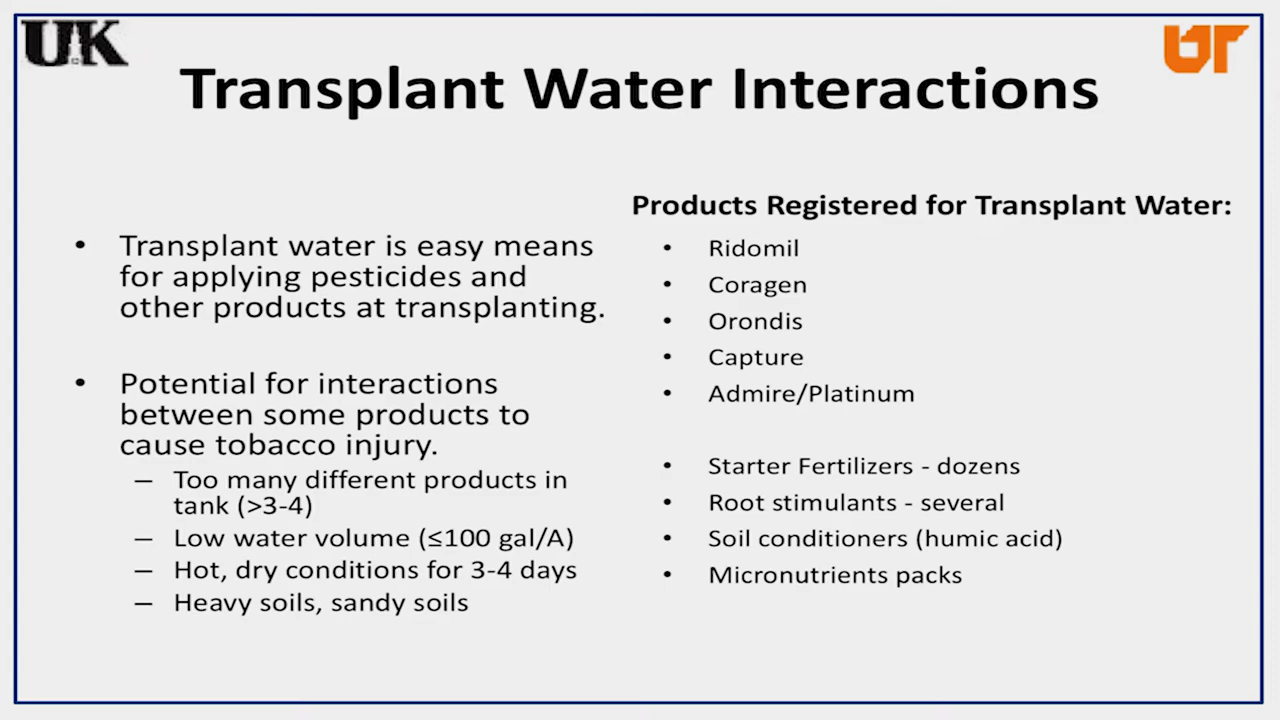 UK
UT
Transplant Water Interactions
• Transplant water is easy means
for applying pesticides and
other products at transplanting.
• Potential for interactions
between some products to
cause tobacco injury.
– Too many different products in
tank (>3-4)
– Low water volume (≤100 gal/A)
– Hot, dry conditions for 3-4 days
– Heavy soils, sandy soils
Products Registered for Transplant Water:
• Ridomil
• Coragen
• Orondis
• Capture
• Admire/Platinum
• Starter Fertilizers - dozens
• Root stimulants - several
• Soil conditioners (humic acid)
• Micronutrients packs